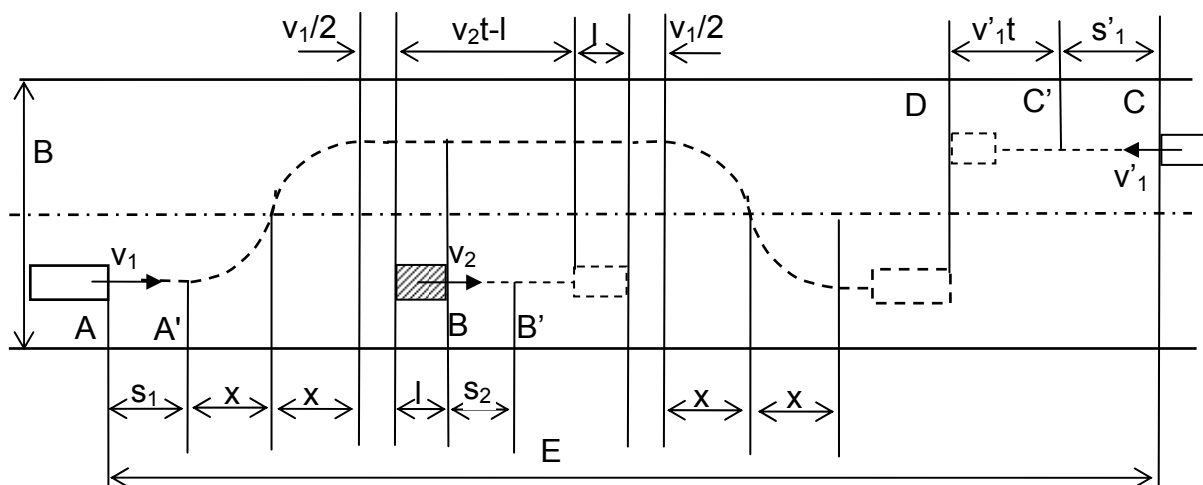 v₁/2 v₂t-l l v₁/2 v'₁t s'₁
D C' C
B
v'₁
v₁ v₂
A A' B B'
s₁ x x l s₂ x x
E